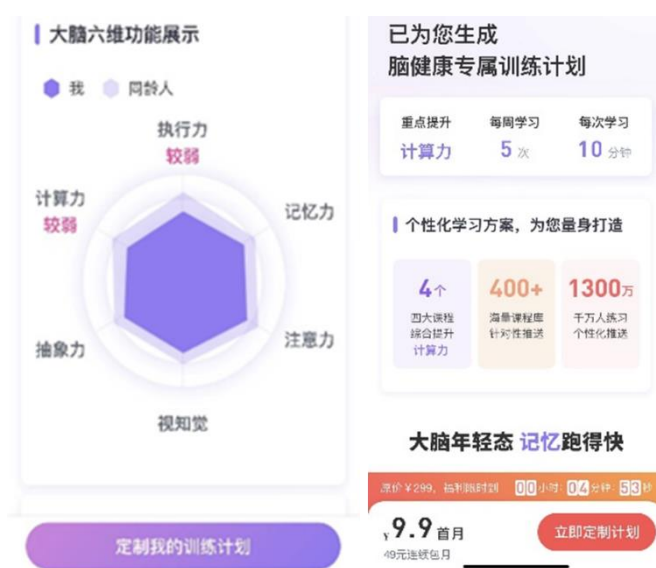 大脑六维功能展示
我
同龄人
执行力
较弱
计算力
较弱
记忆力
抽象力
注意力
视知觉
定制我的训练计划
已为您生成
脑健康专属训练计划
重点提升
每周学习
每次学习
计算力
5 次
10 分钟
个性化学习方案，为您量身打造
4个
400+
1300万
四大课程
海量课程库
千万人练习
综合提升
针对性推送
个性化推送
计算力
大脑年轻态 记忆跑得快
原价￥299，福利限时到 00小时: 04分钟: 53秒
¥9.9 首月
立即定制计划
49元连续包月